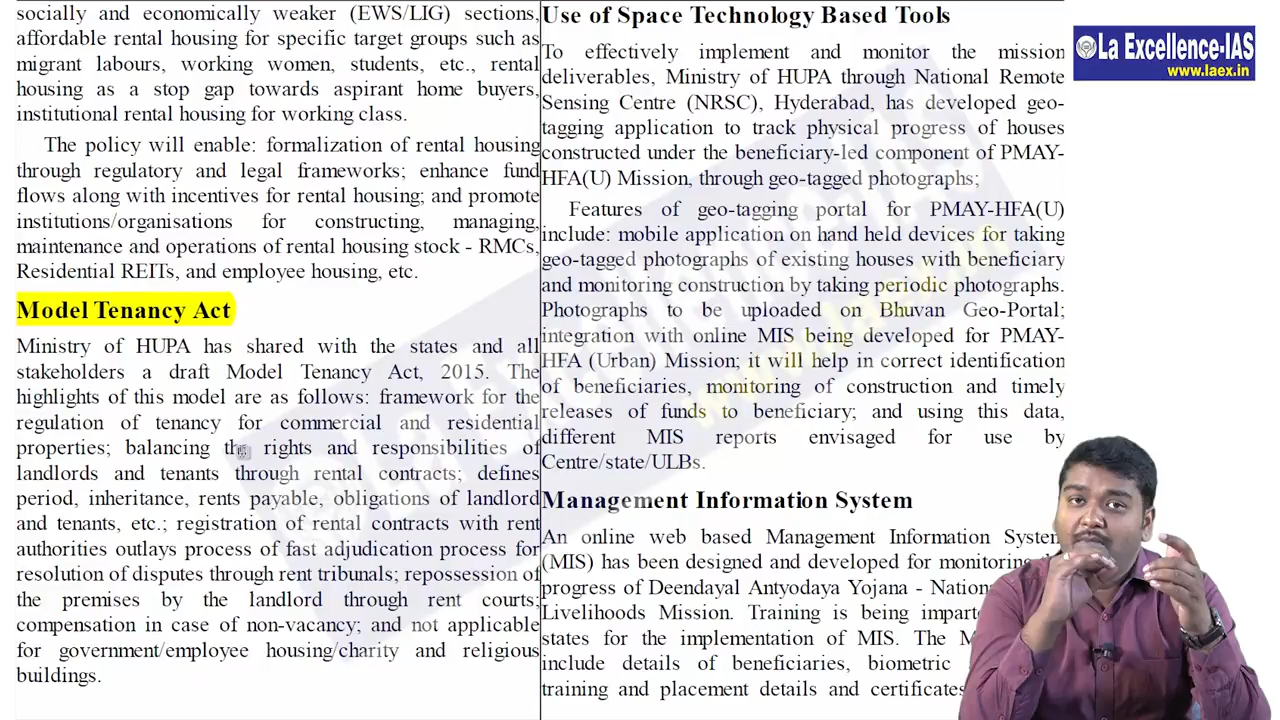 socially and economically weaker (EWS/LIG) sections,
affordable rental housing for specific target groups such as
migrant labours, working women, students, etc., rental
housing as a stop gap towards aspirant home buyers,
institutional rental housing for working class.
The policy will enable: formalization of rental housing
through regulatory and legal frameworks; enhance fund
flows along with incentives for rental housing; and promote
institutions/organisations for constructing, managing,
maintenance and operations of rental housing stock - RMCs,
Residential REITs, and employee housing, etc.
Model Tenancy Act
Ministry of HUPA has shared with the states and all
stakeholders a draft Model Tenancy Act, 2015. The
highlights of this model are as follows: framework for the
regulation of tenancy for commercial and residential
properties; balancing the rights and responsibilities of
landlords and tenants through rental contracts; defines
period, inheritance, rents payable, obligations of landlord
and tenants, etc.; registration of rental contracts with rent
authorities outlays process of fast adjudication process for
resolution of disputes through rent tribunals; repossession of
the premises by the landlord through rent courts;
compensation in case of non-vacancy; and not applicable
for government/employee housing/charity and religious
buildings.
Use of Space Technology Based Tools
To effectively implement and monitor the mission
deliverables, Ministry of HUPA through National Remote
Sensing Centre (NRSC), Hyderabad, has developed geo-
tagging application to track physical progress of houses
constructed under the beneficiary-led component of PMAY-
HFA(U) Mission, through geo-tagged photographs;
Features of geo-tagging portal for PMAY-HFA(U)
include: mobile application on hand held devices for taking
geo-tagged photographs of existing houses with beneficiary
and monitoring construction by taking periodic photographs.
Photographs to be uploaded on Bhuvan Geo-Portal;
integration with online MIS being developed for PMAY-
HFA (Urban) Mission; it will help in correct identification
of beneficiaries, monitoring of construction and timely
releases of funds to beneficiary; and using this data,
different MIS reports envisaged for use by
Centre/state/ULBs.
Management Information System
An online web based Management Information System
(MIS) has been designed and developed for monitoring
progress of Deendayal Antyodaya Yojana - National
Livelihoods Mission. Training is being
states for the implementation of MIS. The
include details of beneficiaries, biometric
training and placement details and certificates
La Excellence-IAS
www.laex.in